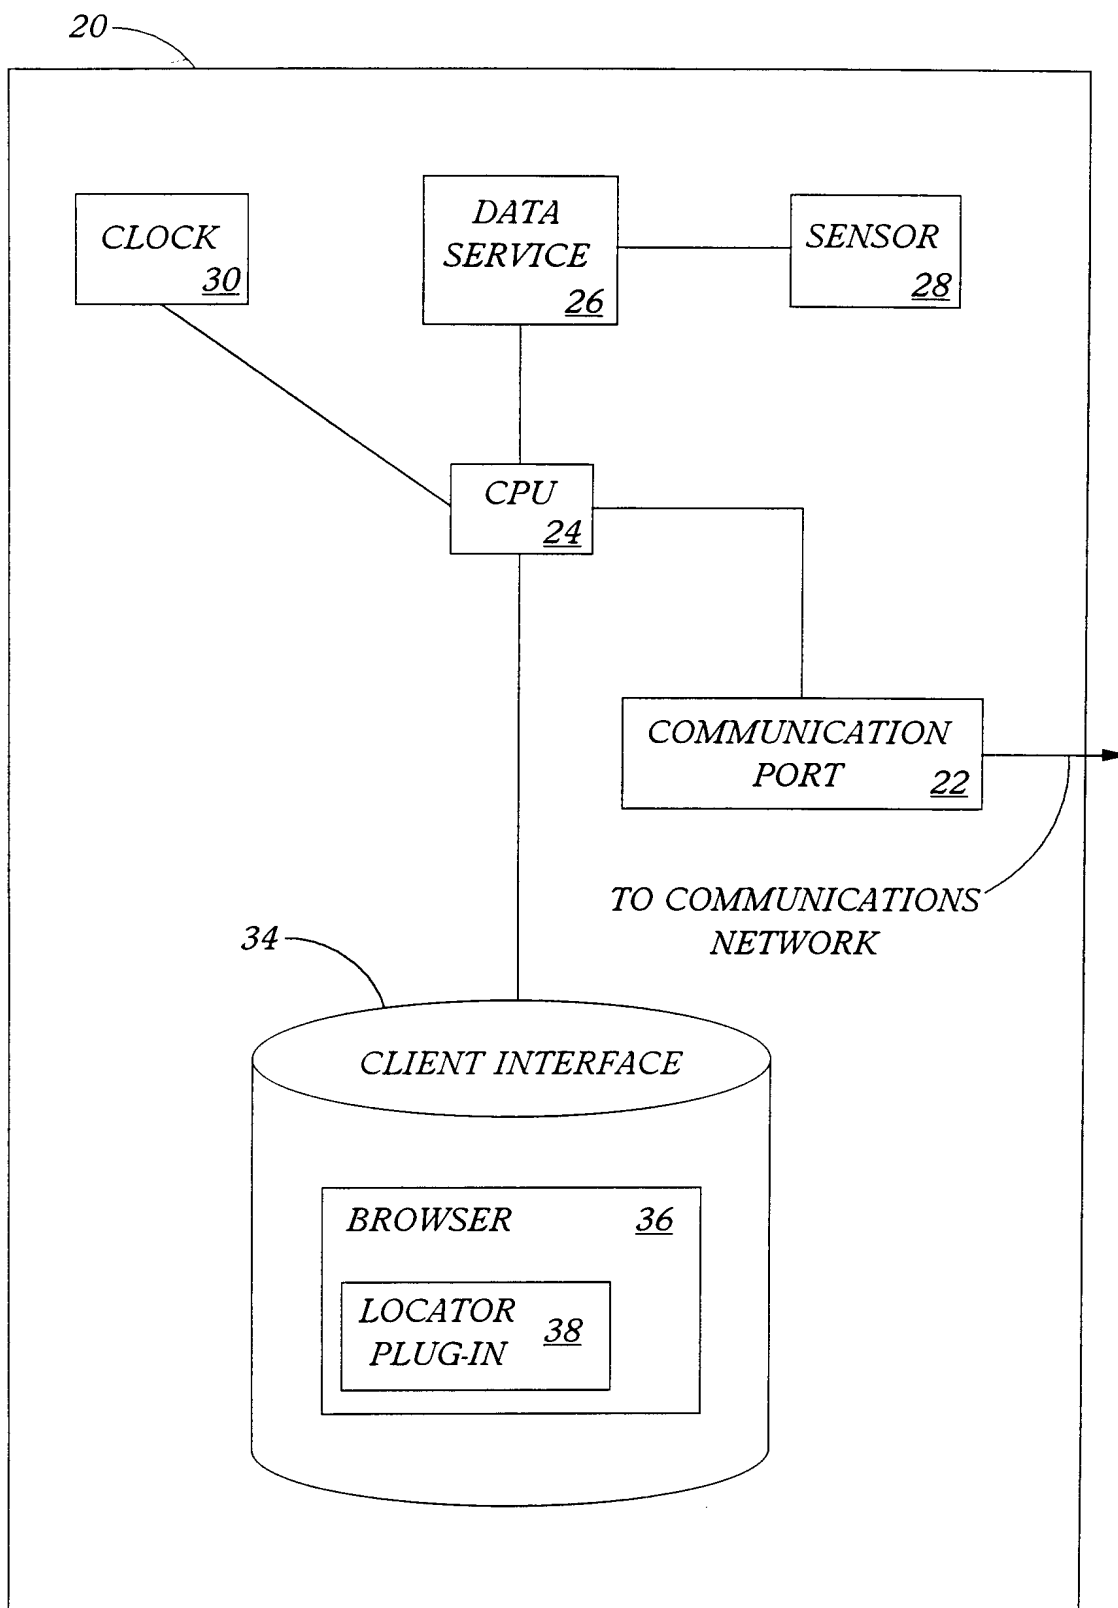 20
CLOCK
30
DATA
SERVICE
26
SENSOR
28
CPU
24
COMMUNICATION
PORT
22
TO COMMUNICATIONS
NETWORK
34
CLIENT INTERFACE
BROWSER 36
LOCATOR
PLUG-IN
38